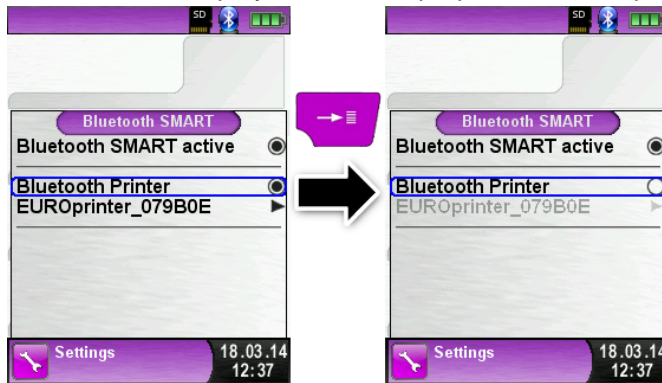 SD
Bluetooth SMART
Bluetooth SMART active
Bluetooth Printer
EUROprinter_079B0E
Settings
18.03.14
12:37
SD
Bluetooth SMART
Bluetooth SMART active
Bluetooth Printer
EUROprinter_079B0E
Settings
18.03.14
12:37